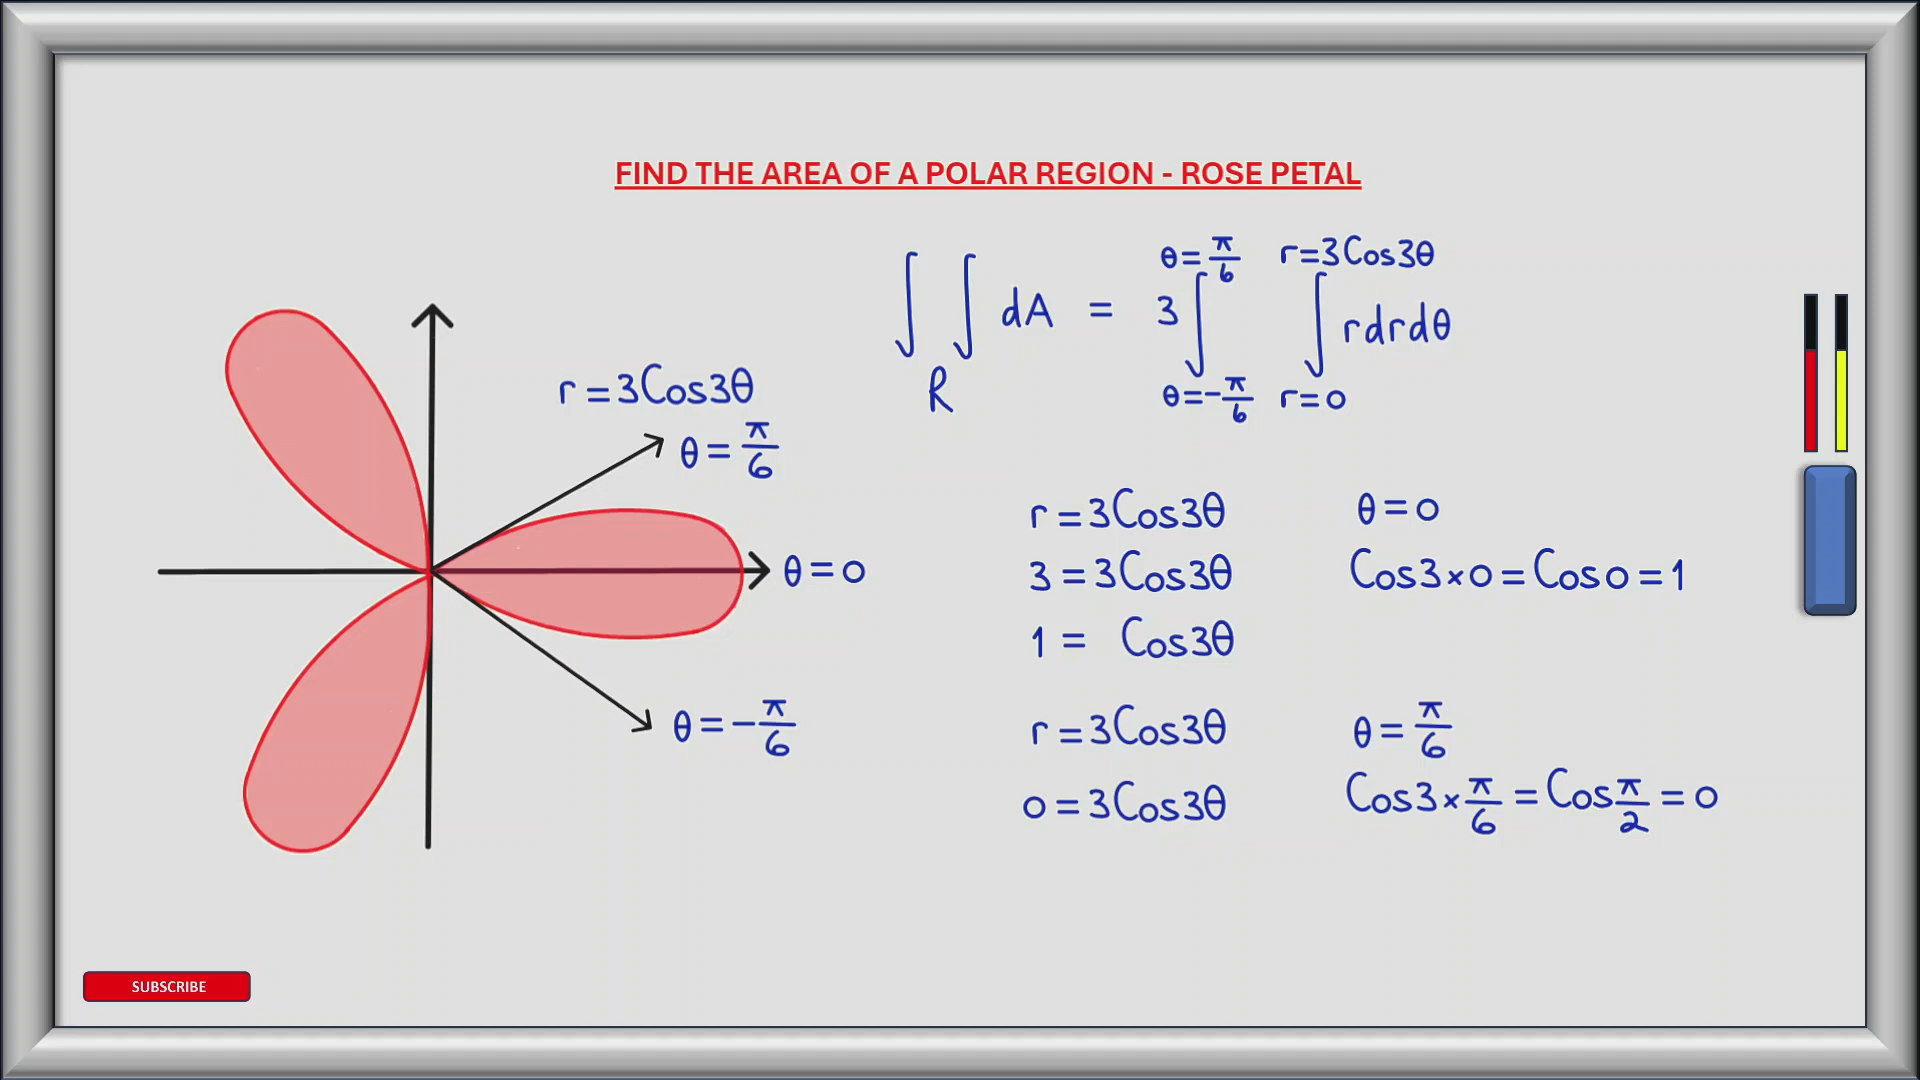 FIND THE AREA OF A POLAR REGION - ROSE PETAL
∫ ∫ dA = 3 ∫ ∫ r dr dθ
R
θ = π/6 r = 3Cos3θ
θ = -π/6 r = 0
r = 3Cos3θ
θ = π/6
θ = 0
θ = -π/6
r = 3Cos3θ θ = 0
3 = 3Cos3θ Cos3×0 = Cos0 = 1
1 = Cos3θ
r = 3Cos3θ θ = π/6
0 = 3Cos3θ Cos3×π/6 = Cosπ/2 = 0
SUBSCRIBE